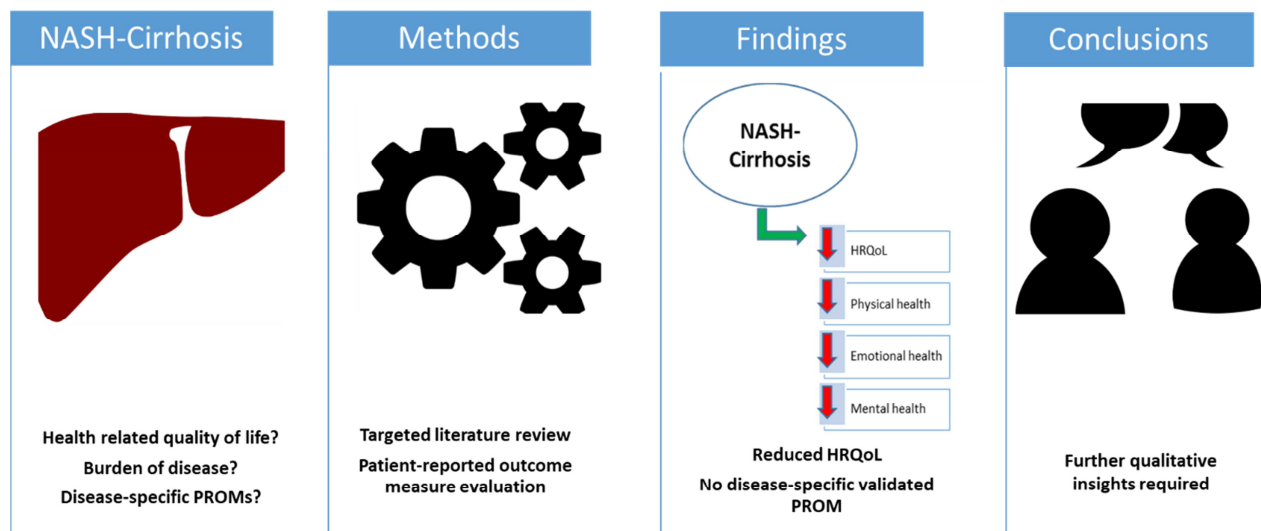 NASH-Cirrhosis
Health related quality of life?
Burden of disease?
Disease-specific PROMs?
Methods
Targeted literature review
Patient-reported outcome
measure evaluation
Findings
NASH-
Cirrhosis
HRQoL
Physical health
Emotional health
Mental health
Reduced HRQoL
No disease-specific validated
PROM
Conclusions
Further qualitative
insights required